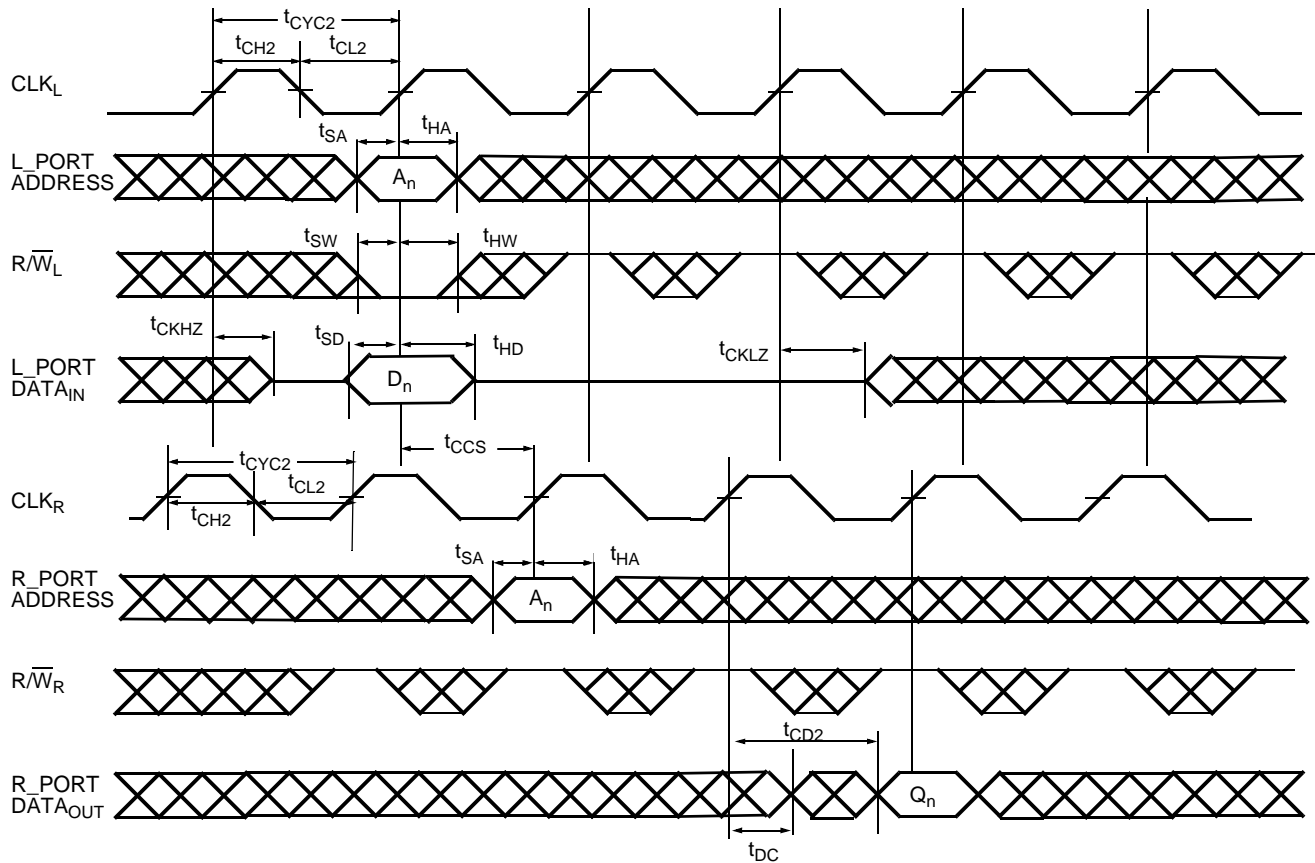 tCYC2
tCH2
tCL2
CLKL
tSA
tHA
L_PORT
ADDRESS
An
tSW
tHW
R/W̅L
tCKHZ
tSD
tHD
tCKLZ
L_PORT
DATAIN
Dn
tCCS
tCYC2
tCL2
CLKR
tCH2
tSA
tHA
R_PORT
ADDRESS
An
R/W̅R
tCD2
R_PORT
DATAOUT
Qn
tDC